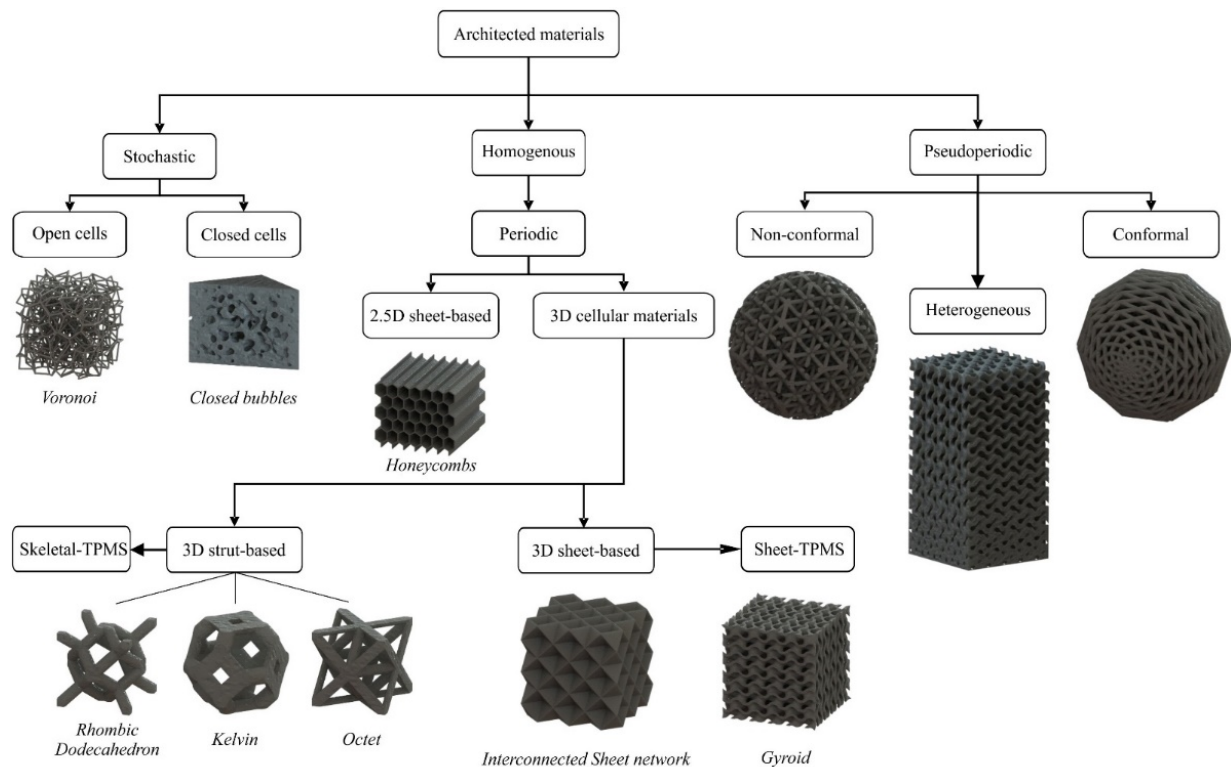 Architected materials
Stochastic
Homogenous
Pseudoperiodic
Open cells
Closed cells
Periodic
Non-conformal
Conformal
2.5D sheet-based
3D cellular materials
Heterogeneous
Voronoi
Closed bubbles
Honeycombs
Skeletal-TPMS
3D strut-based
3D sheet-based
Sheet-TPMS
Rhombic
Dodecahedron
Kelvin
Octet
Interconnected Sheet network
Gyroid